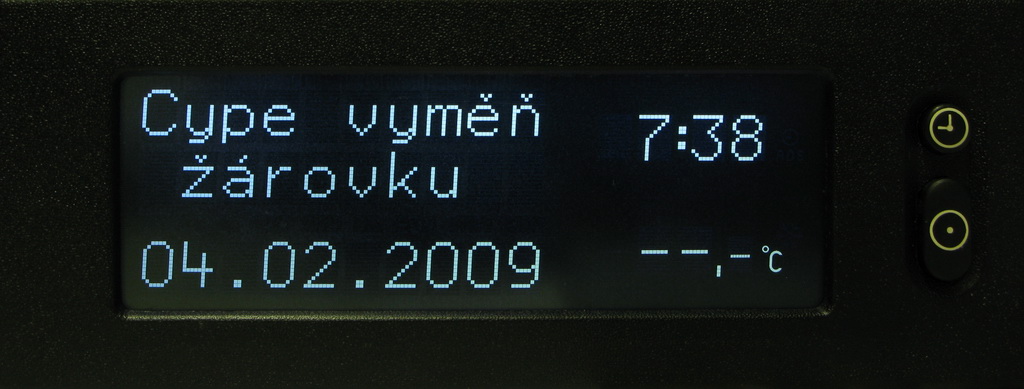 Cype vyměň
žárovku
7:38
04.02.2009
--,-°C